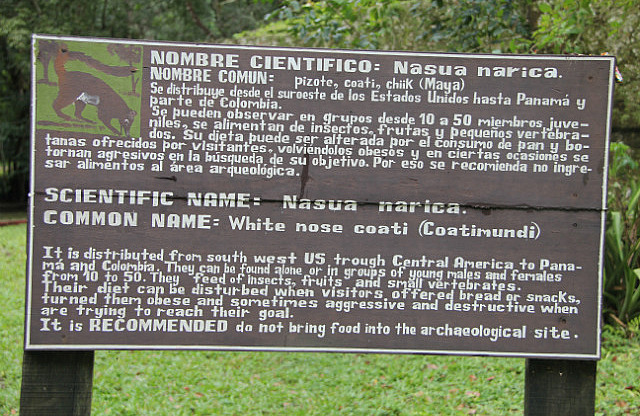 NOMBRE CIENTIFICO: Nasua narica.
NOMBRE COMUN: pizote, coati, chiik (Maya)
Se distribuye desde el suroeste de los Estados Unidos hasta Panamá y
parte de Colombia.
Se pueden observar en grupos desde 10 a 50 miembros juve-
niles, se alimentan de insectos, frutas y pequeños vertebra-
dos. Su dieta puede ser alterada por el consumo de pan y bo-
tanas ofrecidos por visitantes, volviéndolos obesos y en ciertas ocasiones se
tornan agresivos en la búsqueda de su objetivo. Por eso se recomienda no ingre-
sar alimentos al área arqueológica.
SCIENTIFIC NAME: Nasua narica.
COMMON NAME: White nose coati (Coatimundi)
It is distributed from south west US trough Central America to Pana-
má and Colombia. They can be found alone or in groups of young males and females
from 10 to 50. They feed of insects, fruits and small vertebrates.
Their diet can be disturbed when visitors offered bread or snacks,
turned them obese and sometimes aggressive and destructive when
are trying to reach their goal.
It is RECOMMENDED do not bring food into the archaeological site.